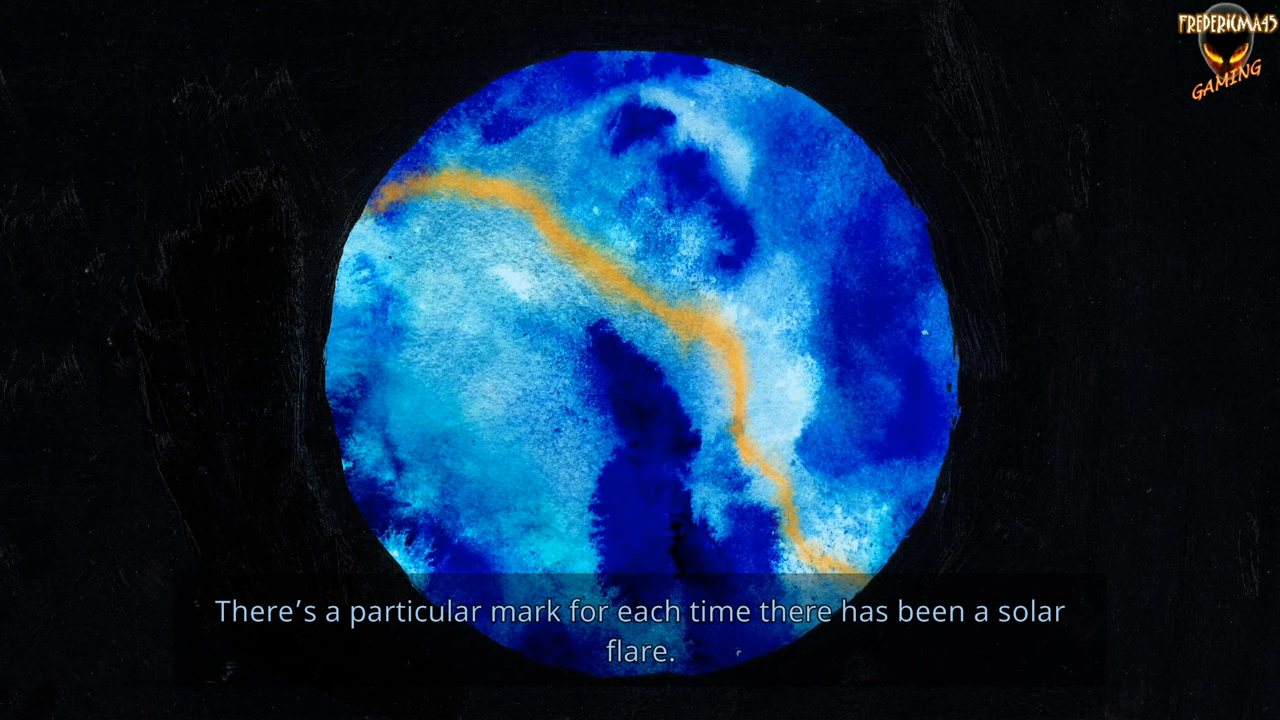 FREDERICMA45
GAMING
There’s a particular mark for each time there has been a solar
flare.